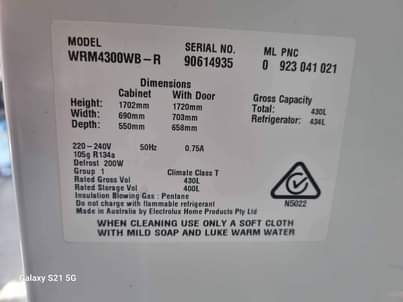 MODEL SERIAL NO. ML PNC
WRM4300WB-R 90614935 0 923 041 021
Dimensions
Cabinet With Door
Height: 1702mm 1720mm
Width: 690mm 703mm
Depth: 550mm 658mm
Gross Capacity
Total: 430L
Refrigerator: 434L
220-240V 50Hz 0.75A
105g R134a
Defrost 200W
Group 1 Climate Class T
Rated Gross Vol 430L
Rated Storage Vol 400L
Insulation Blowing Gas: Pentane
Do not charge with flammable refrigerant
Made in Australia by Electrolux Home Products Pty Ltd
N5022
WHEN CLEANING USE ONLY A SOFT CLOTH
WITH MILD SOAP AND LUKE WARM WATER
Galaxy S21 5G